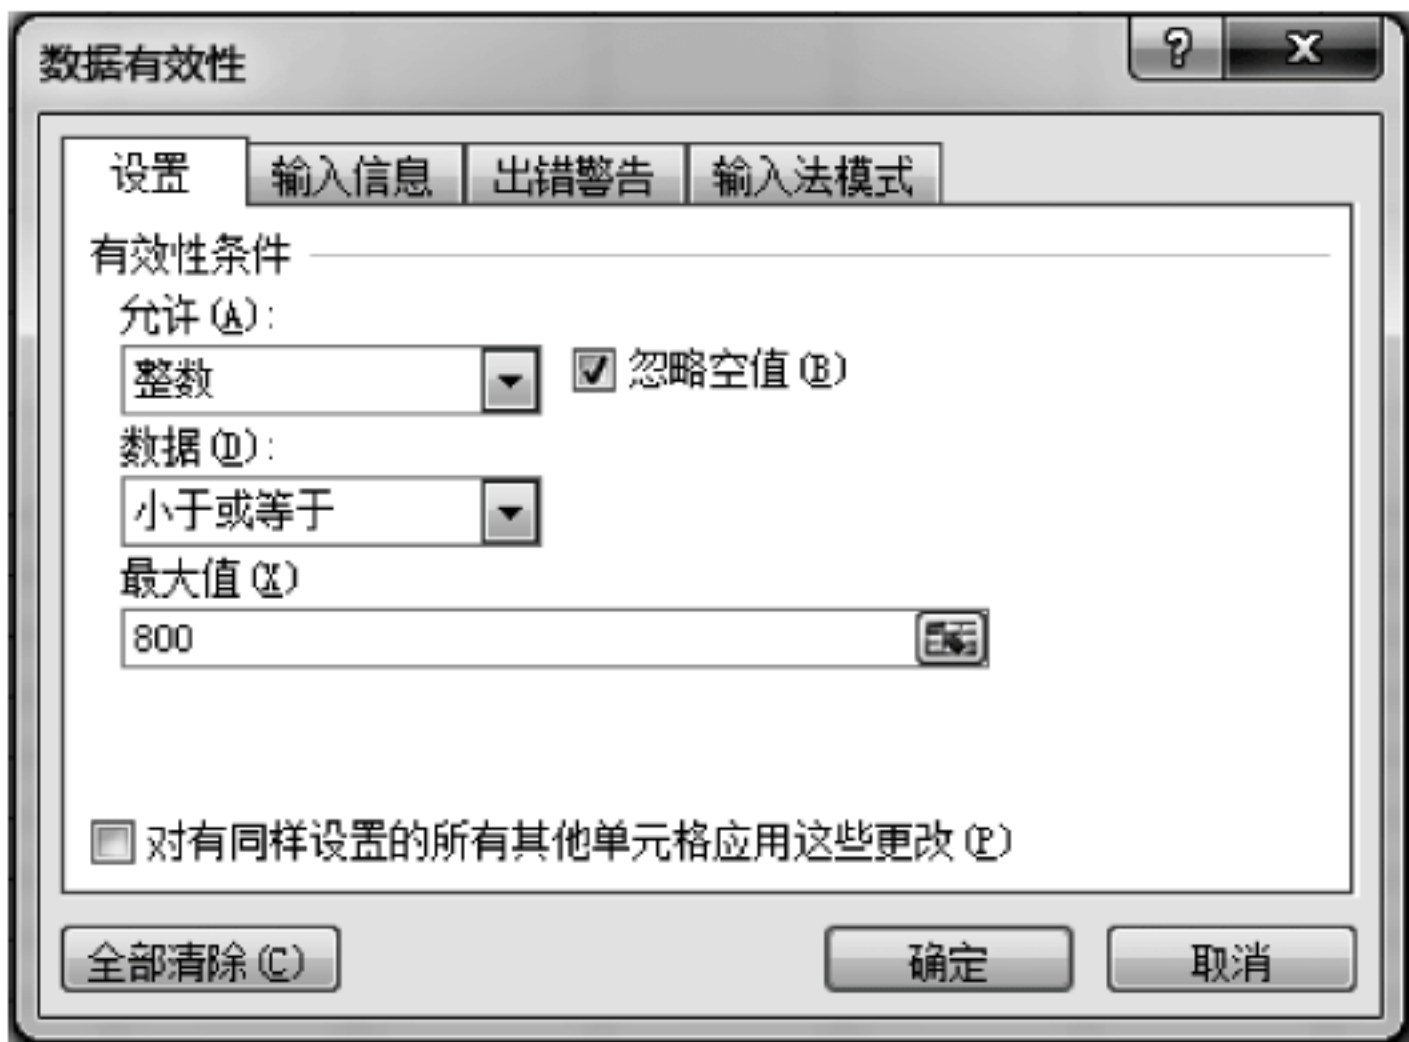 数据有效性
设置 输入信息 出错警告 输入法模式
有效性条件
允许(A):
整数 忽略空值(B)
数据(D):
小于或等于
最大值(X)
800
对有同样设置的所有其他单元格应用这些更改(P)
全部清除(C) 确定 取消